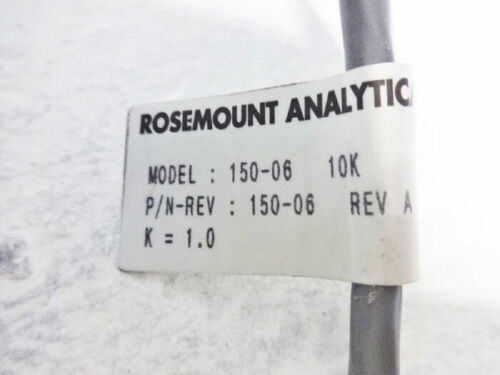 ROSEMOUNT ANALYTICA
MODEL : 150-06 10K
P/N-REV : 150-06 REV A
K = 1.0